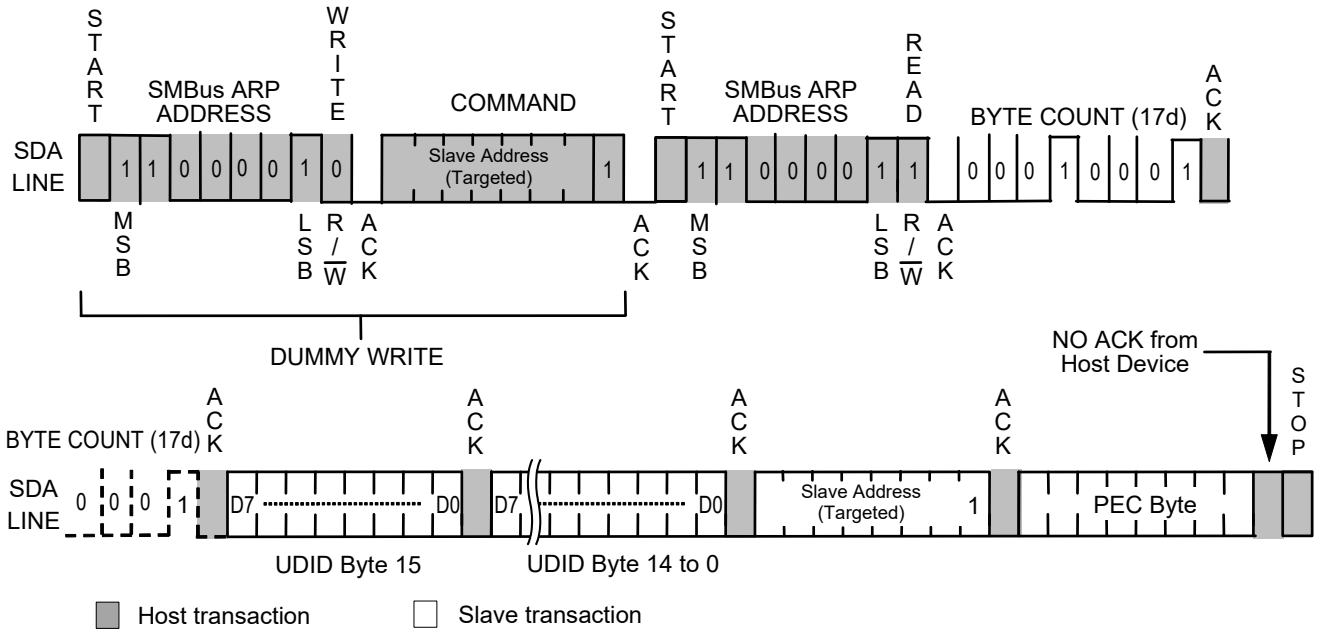 START
SMBus ARP
ADDRESS
WRITE
COMMAND
START
SMBus ARP
ADDRESS
READ
BYTE COUNT (17d)
ACK
SDA
LINE
1 1 0 0 0 0 1 0
Slave Address
(Targeted)
1
1 1 0 0 0 0 1 1
0 0 0 1 0 0 0 1
MSB
LSB
R/W
ACK
ACK
MSB
LSB
R/W
ACK
DUMMY WRITE
NO ACK from
Host Device
STOP
BYTE COUNT (17d)
ACK
ACK
ACK
ACK
SDA
LINE
0 0 0 1
D7 D0
D7 D0
Slave Address
(Targeted)
1
PEC Byte
UDID Byte 15
UDID Byte 14 to 0
Host transaction
Slave transaction